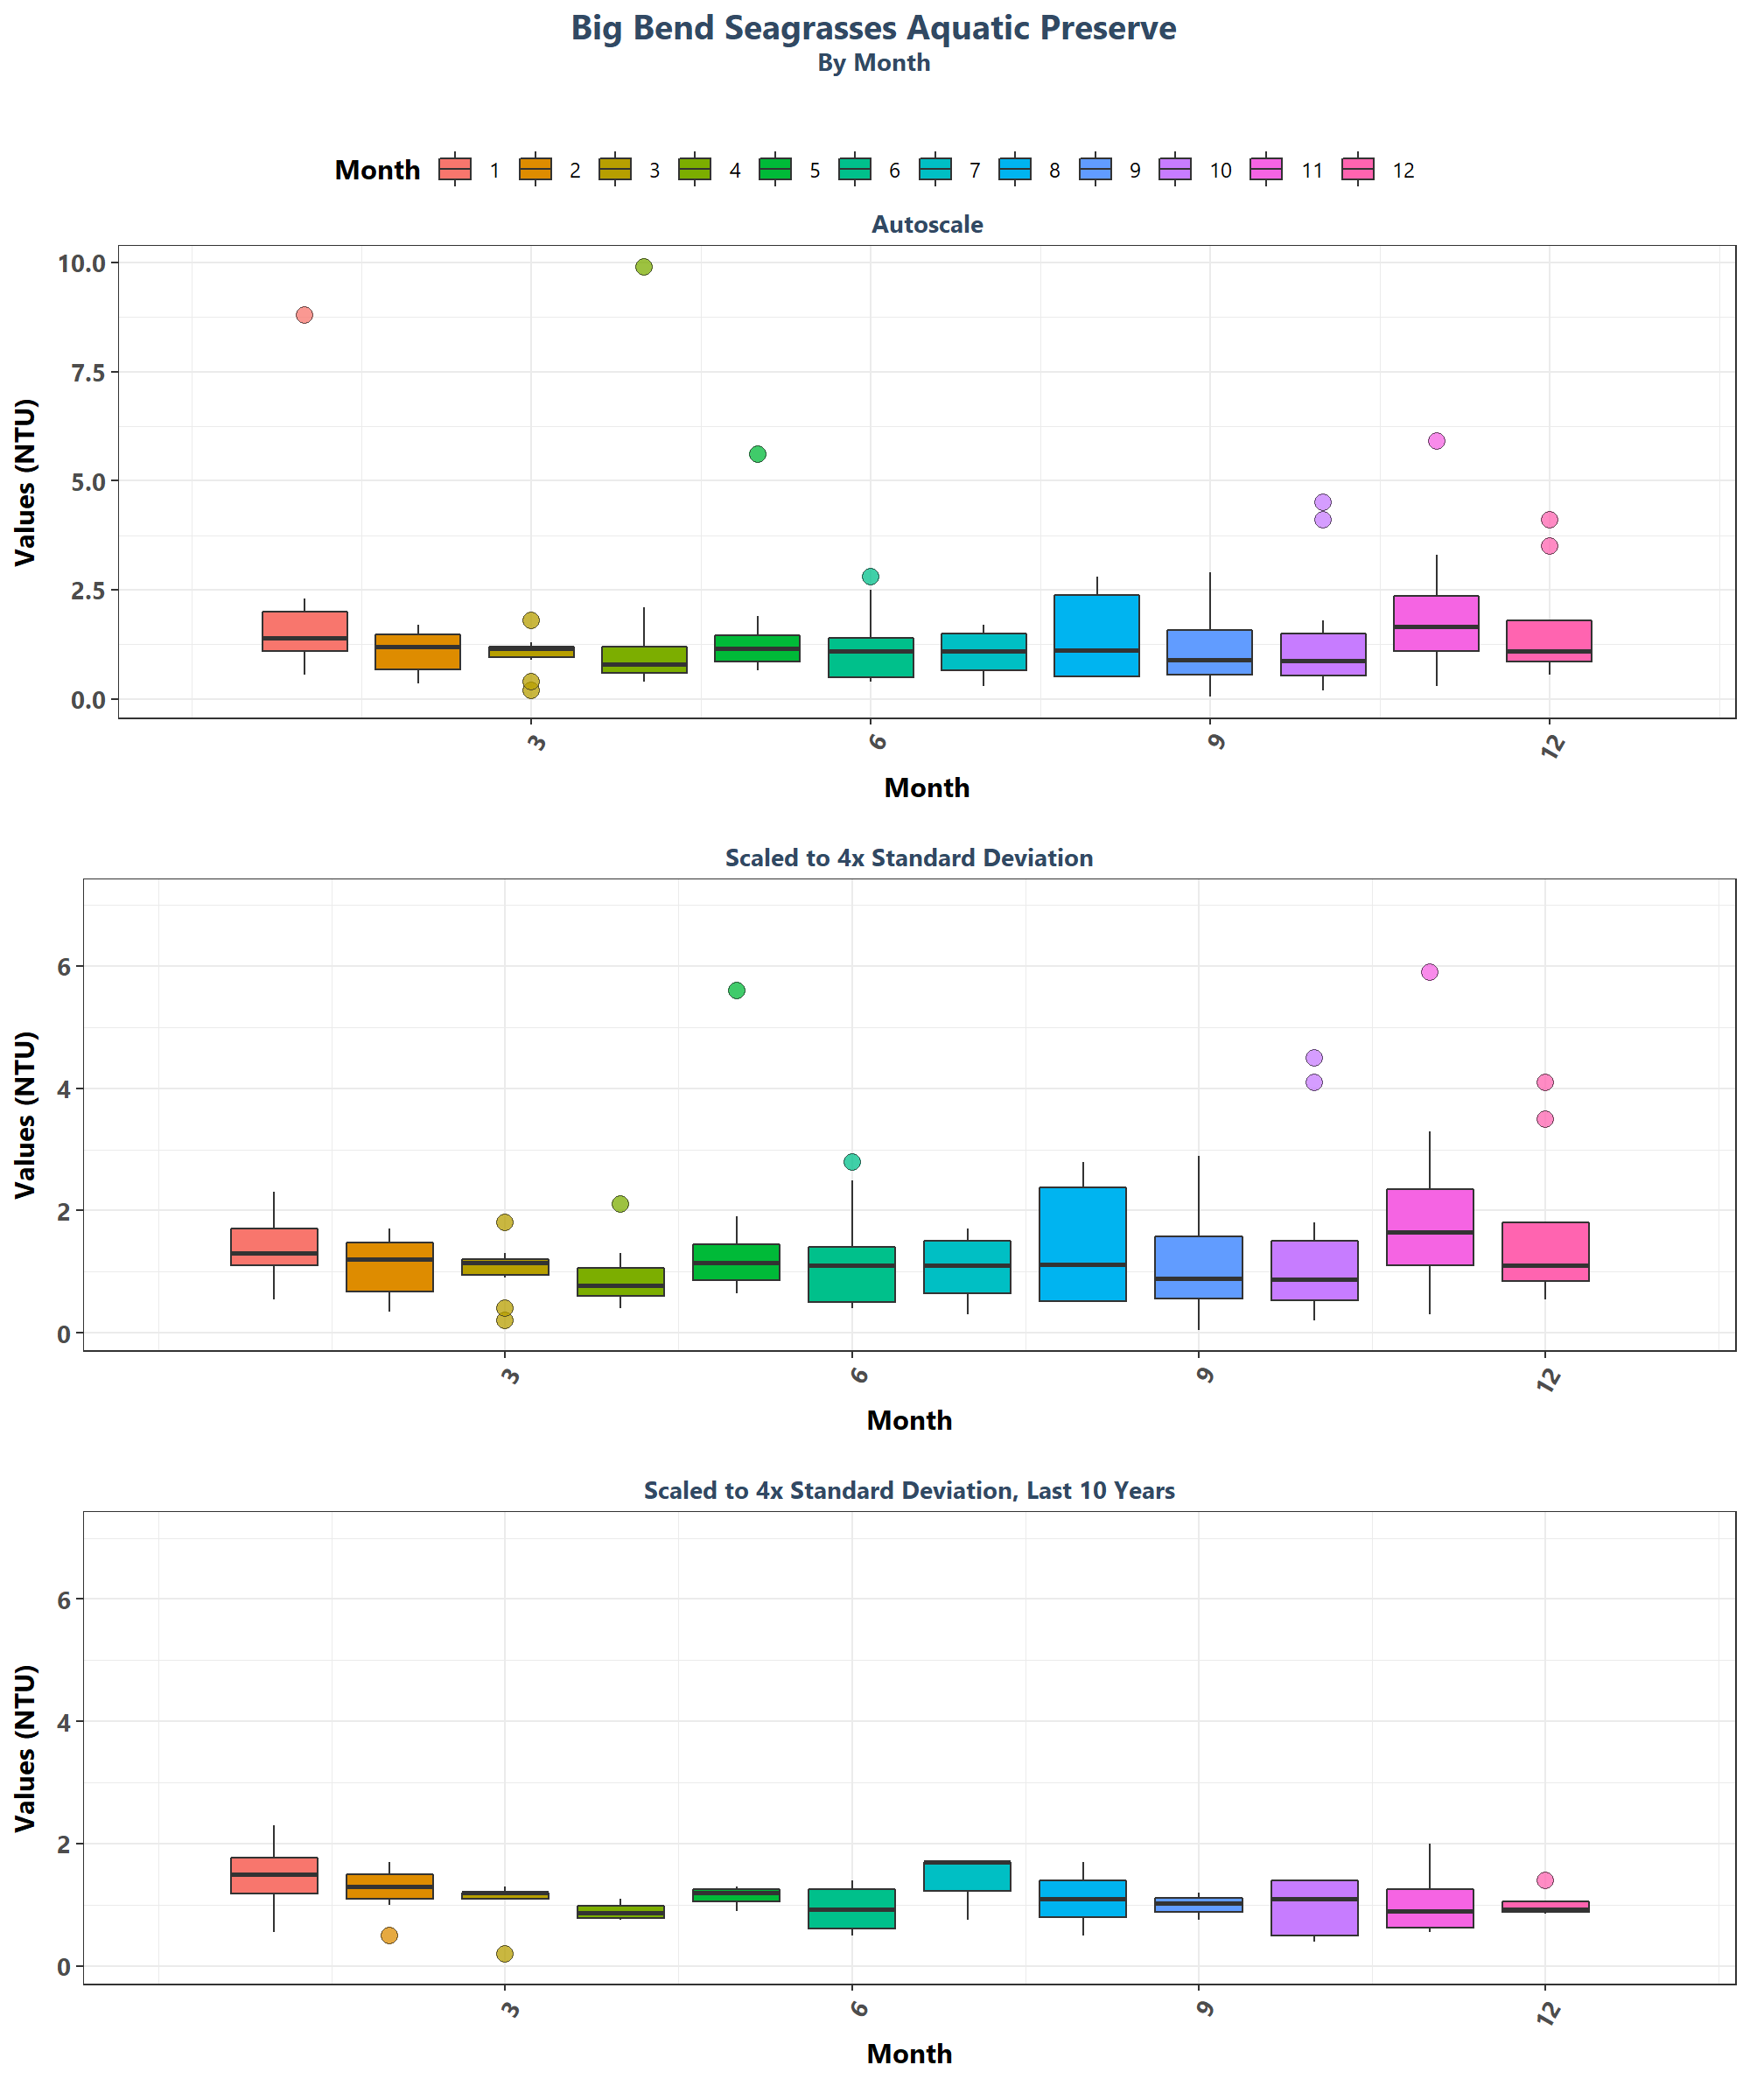 Big Bend Seagrasses Aquatic Preserve
By Month
Month 1 2 3 4 5 6 7 8 9 10 11 12
Autoscale
10.0
7.5
5.0
2.5
0.0
Values (NTU)
3 6 9 12
Month
Scaled to 4x Standard Deviation
6
4
2
0
Values (NTU)
3 6 9 12
Month
Scaled to 4x Standard Deviation, Last 10 Years
6
4
2
0
Values (NTU)
3 6 9 12
Month